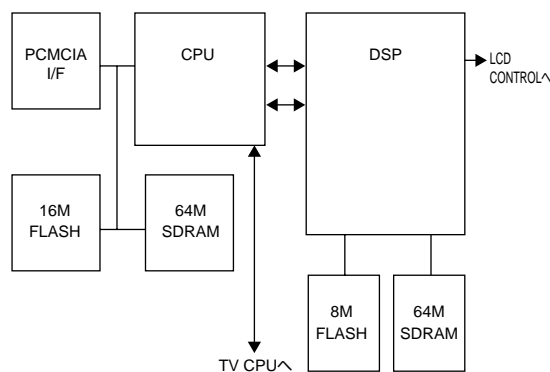 PCMCIA
I/F
CPU
DSP
LCD
CONTROLへ
16M
FLASH
64M
SDRAM
8M
FLASH
64M
SDRAM
TV CPUへ